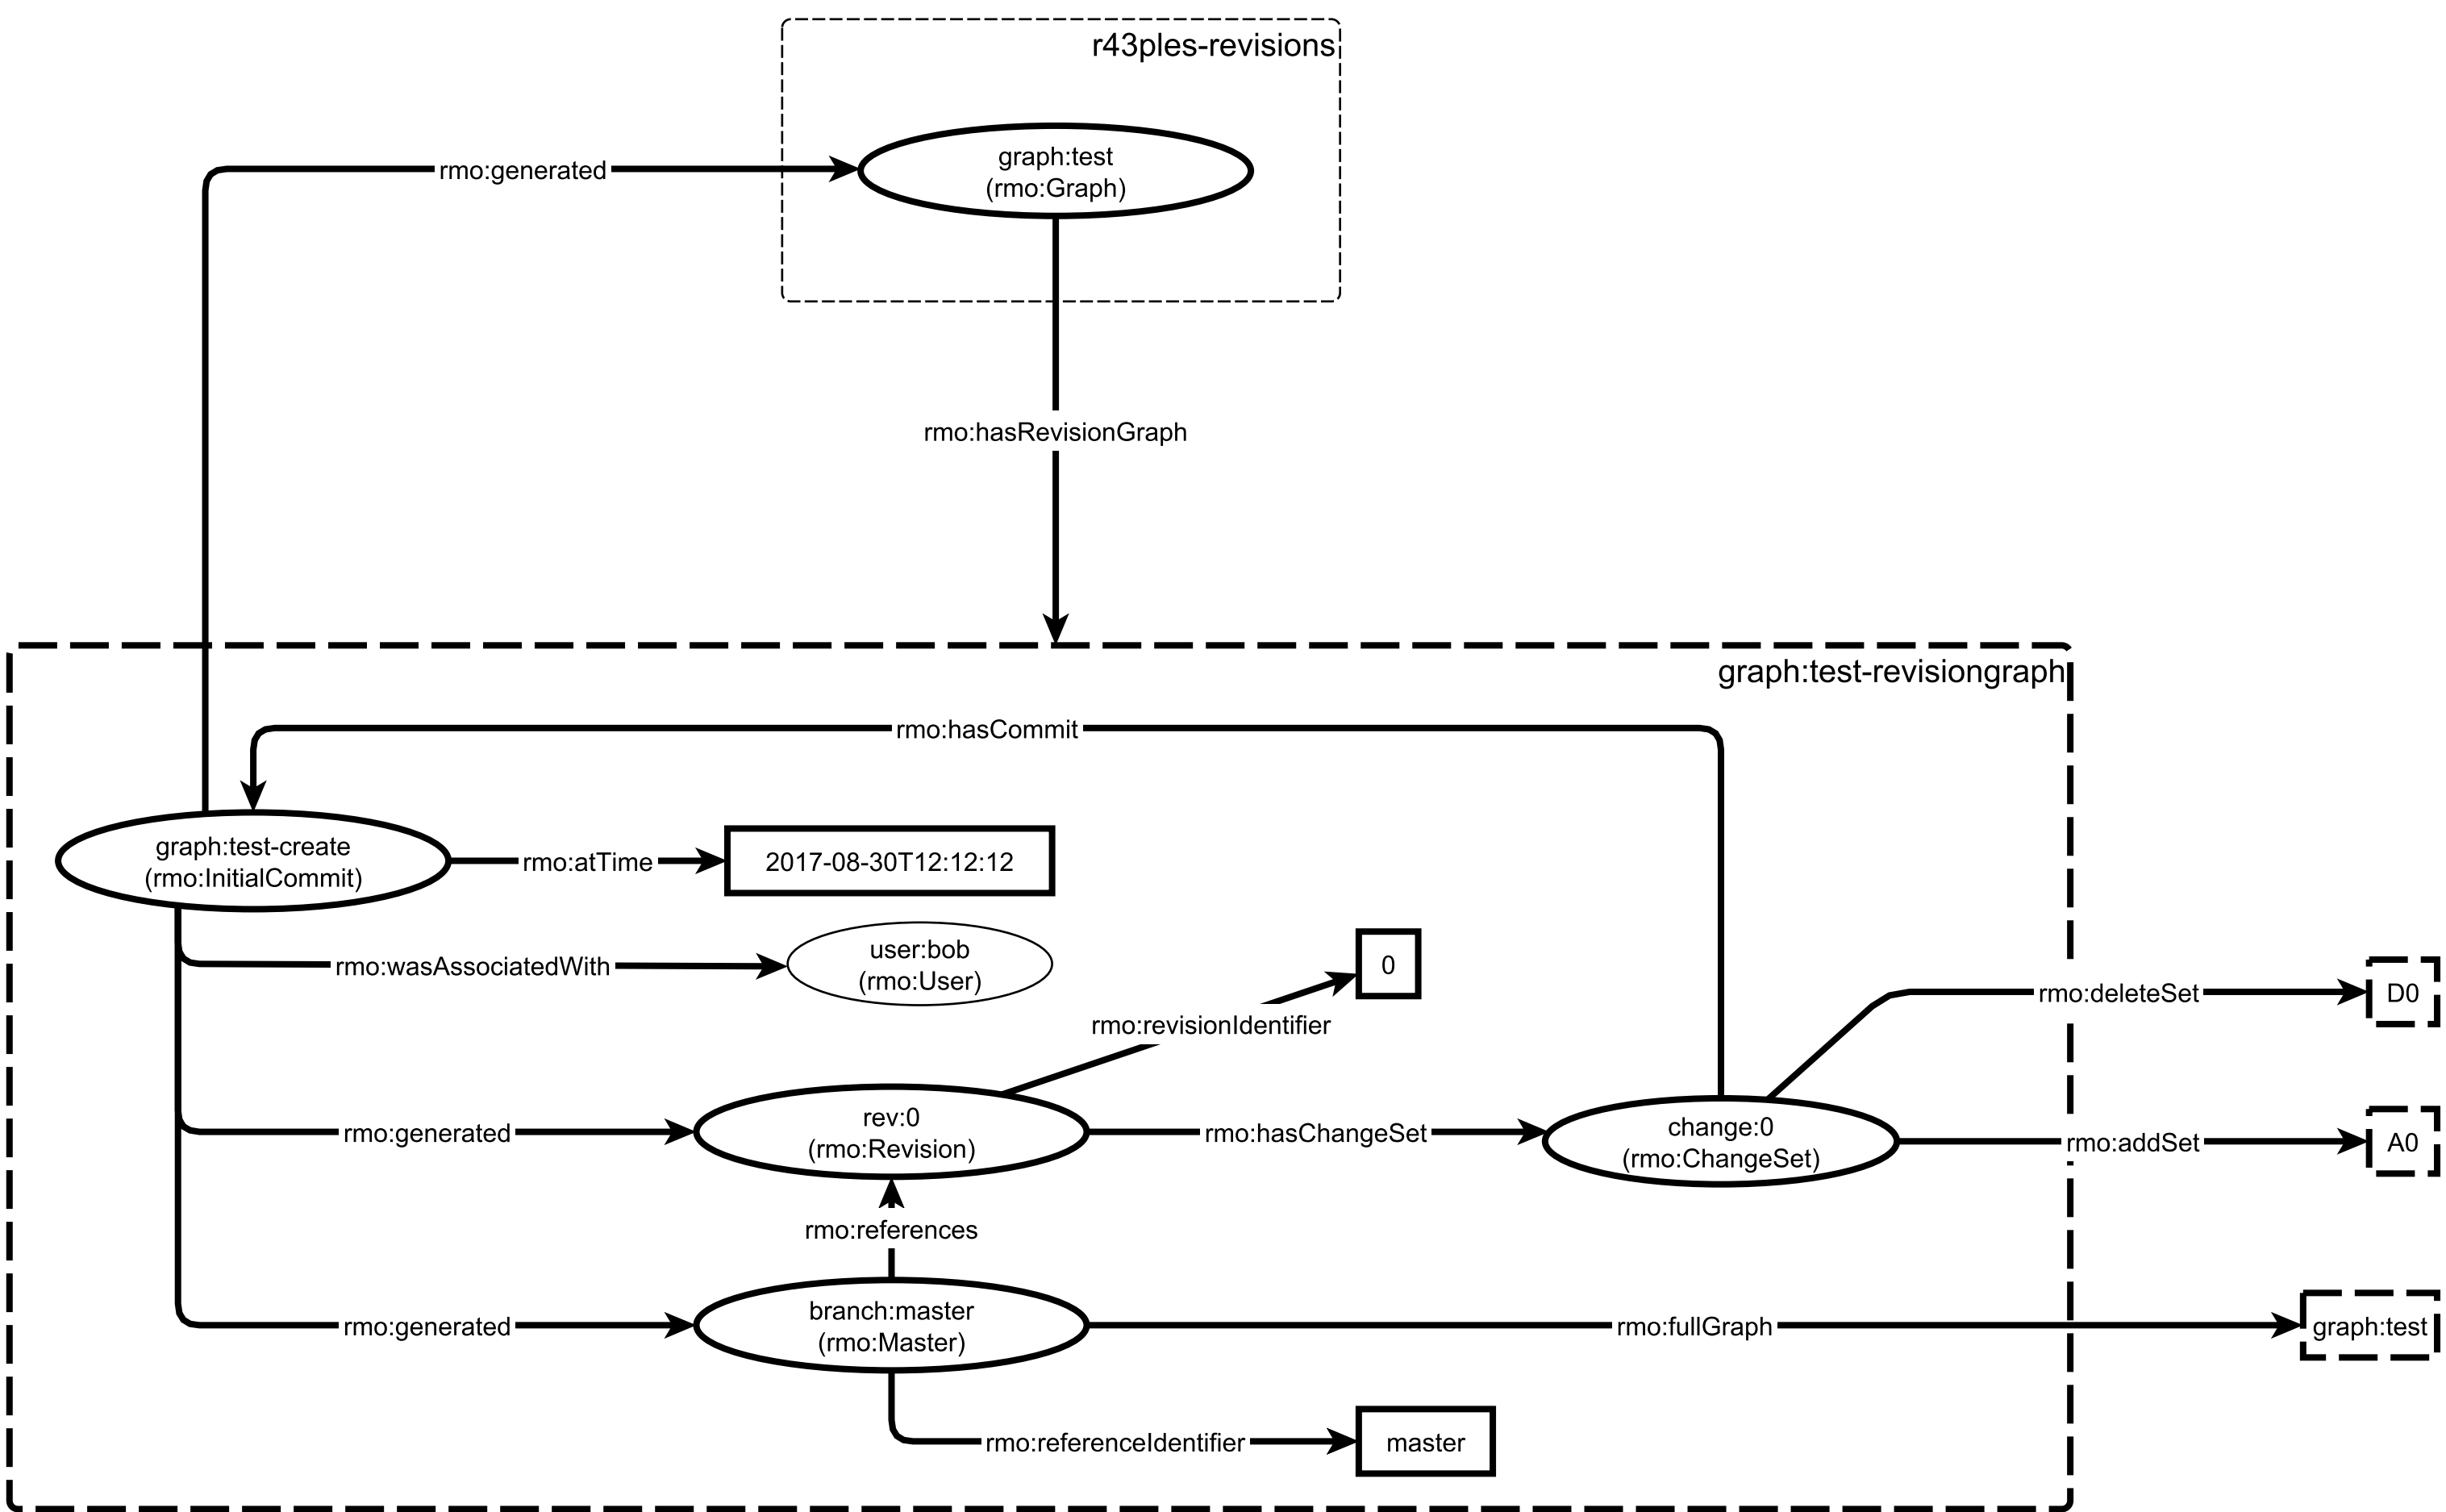 r43ples-revisions
graph:test
(rmo:Graph)
rmo:generated
rmo:hasRevisionGraph
graph:test-revisiongraph
rmo:hasCommit
graph:test-create
(rmo:InitialCommit)
rmo:atTime
2017-08-30T12:12:12
rmo:wasAssociatedWith
user:bob
(rmo:User)
0
rmo:revisionIdentifier
rmo:deleteSet
D0
rmo:generated
rev:0
(rmo:Revision)
rmo:hasChangeSet
change:0
(rmo:ChangeSet)
rmo:addSet
A0
rmo:references
rmo:generated
branch:master
(rmo:Master)
rmo:fullGraph
graph:test
rmo:referenceIdentifier
master